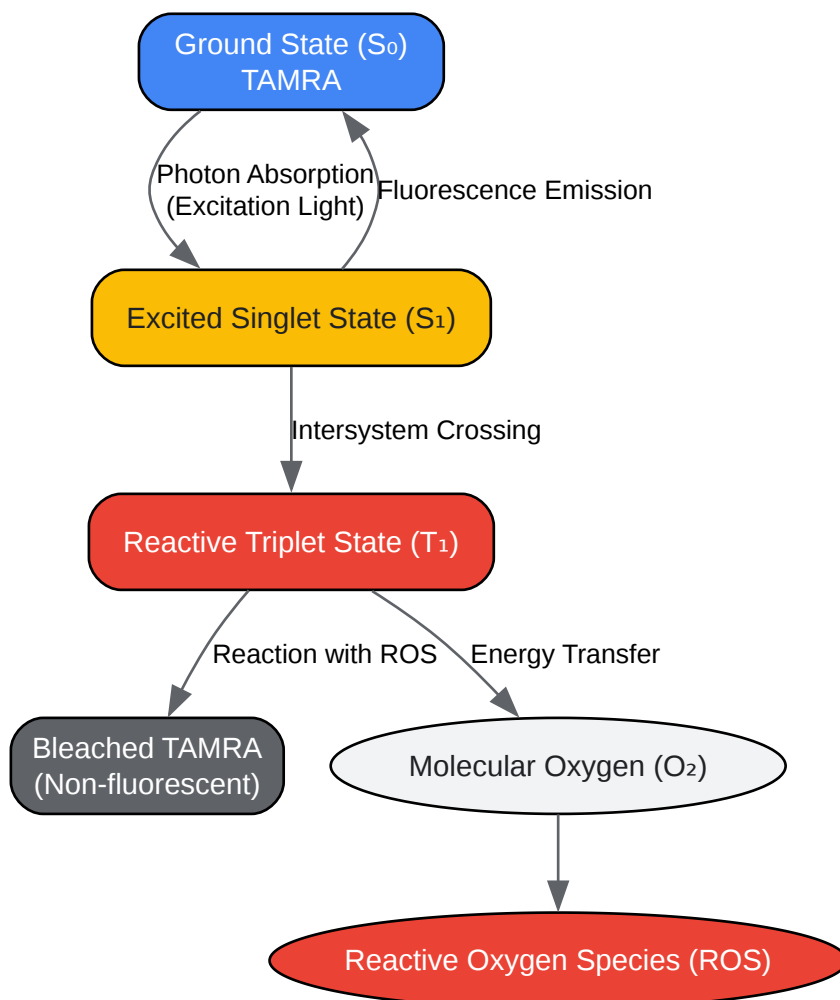 Ground State (S₀)
TAMRA
Photon Absorption
(Excitation Light)
Fluorescence Emission
Excited Singlet State (S₁)
Intersystem Crossing
Reactive Triplet State (T₁)
Reaction with ROS
Energy Transfer
Bleached TAMRA
(Non-fluorescent)
Molecular Oxygen (O₂)
Reactive Oxygen Species (ROS)